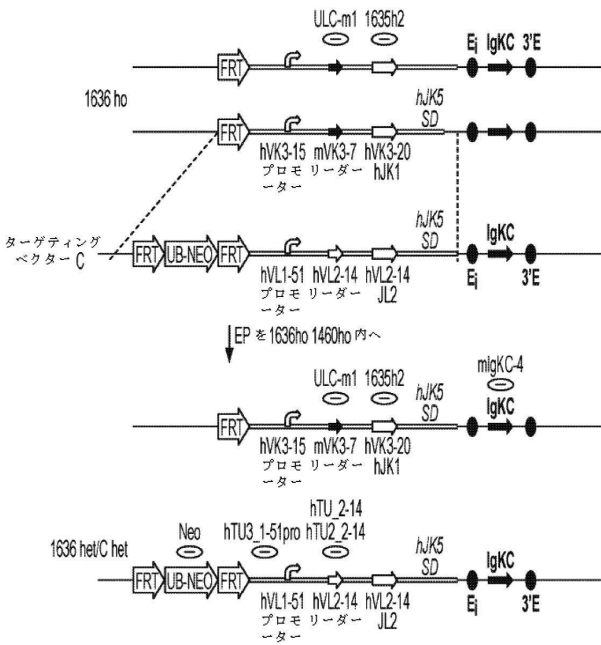 ULC-m1 1635h2 Ei IgKC 3'E
FRT
1636 ho
hJK5
SD
FRT
hVK3-15 mVK3-7 hVK3-20
プロモ リーダー hJK1
ーター
ターゲティング
ベクター C
hJK5
SD
IgKC
FRT UB-NEO FRT
hVL1-51 hVL2-14 hVL2-14 Ei 3'E
プロモ リーダー JL2
ーター
EP を1636ho 1460ho 内へ
ULC-m1 1635h2 mIgKC-4
hJK5
SD
IgKC
FRT
hVK3-15 mVK3-7 hVK3-20 Ei 3'E
プロモ リーダー hJK1
ーター
hTU_2-14
Neo hTU3_1-51pro hTU2_2-14
1636 het/C het
hJK5
SD
IgKC
FRT UB-NEO FRT
hVL1-51 hVL2-14 hVL2-14 Ei 3'E
プロモ リーダー JL2
ーター